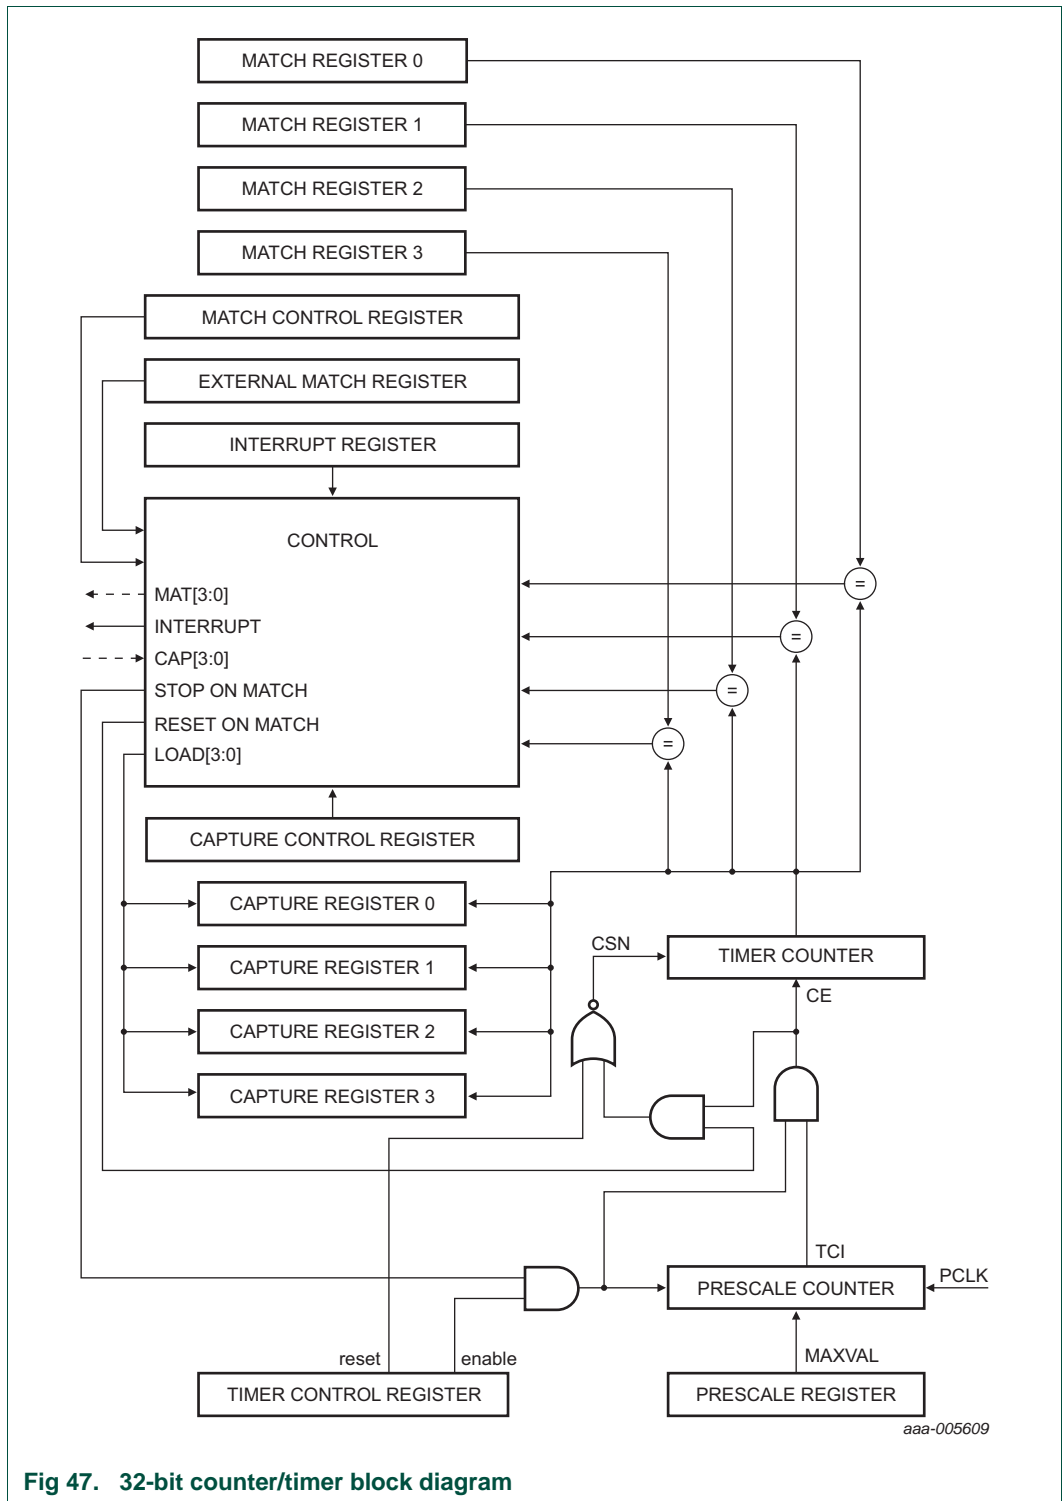 MATCH REGISTER 0
MATCH REGISTER 1
MATCH REGISTER 2
MATCH REGISTER 3
MATCH CONTROL REGISTER
EXTERNAL MATCH REGISTER
INTERRUPT REGISTER
CONTROL
MAT[3:0]
INTERRUPT
CAP[3:0]
STOP ON MATCH
RESET ON MATCH
LOAD[3:0]
=
=
=
=
CAPTURE CONTROL REGISTER
CAPTURE REGISTER 0
CAPTURE REGISTER 1
CAPTURE REGISTER 2
CAPTURE REGISTER 3
CSN
TIMER COUNTER
CE
TCI
PCLK
PRESCALE COUNTER
MAXVAL
reset
enable
TIMER CONTROL REGISTER
PRESCALE REGISTER
aaa-005609
Fig 47. 32-bit counter/timer block diagram